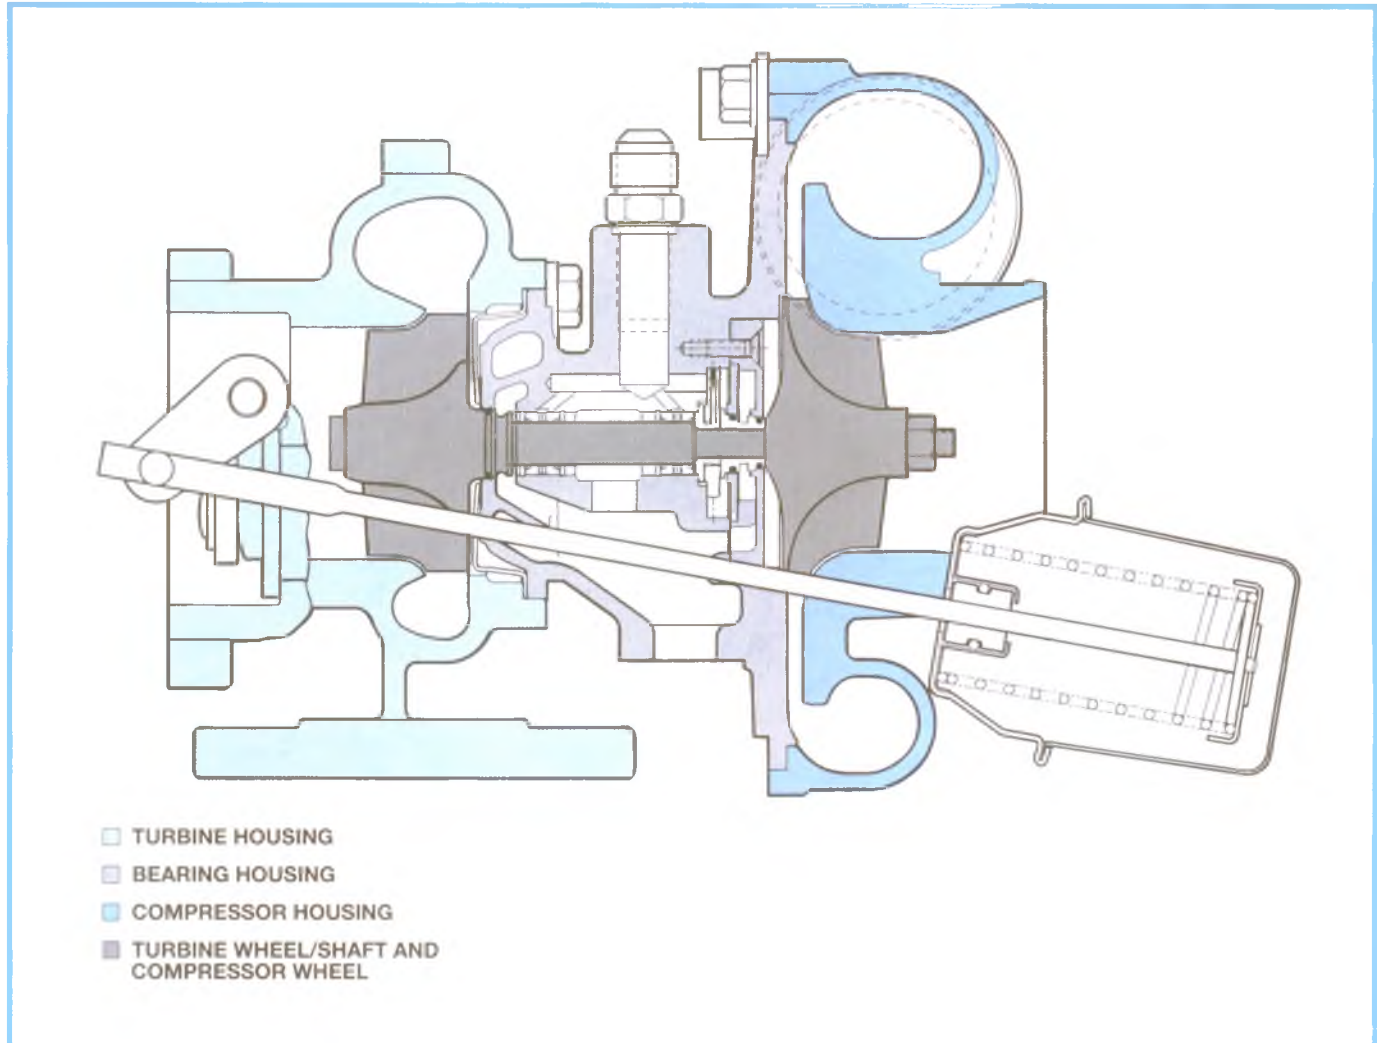 TURBINE HOUSING
BEARING HOUSING
COMPRESSOR HOUSING
TURBINE WHEEL/SHAFT AND
COMPRESSOR WHEEL